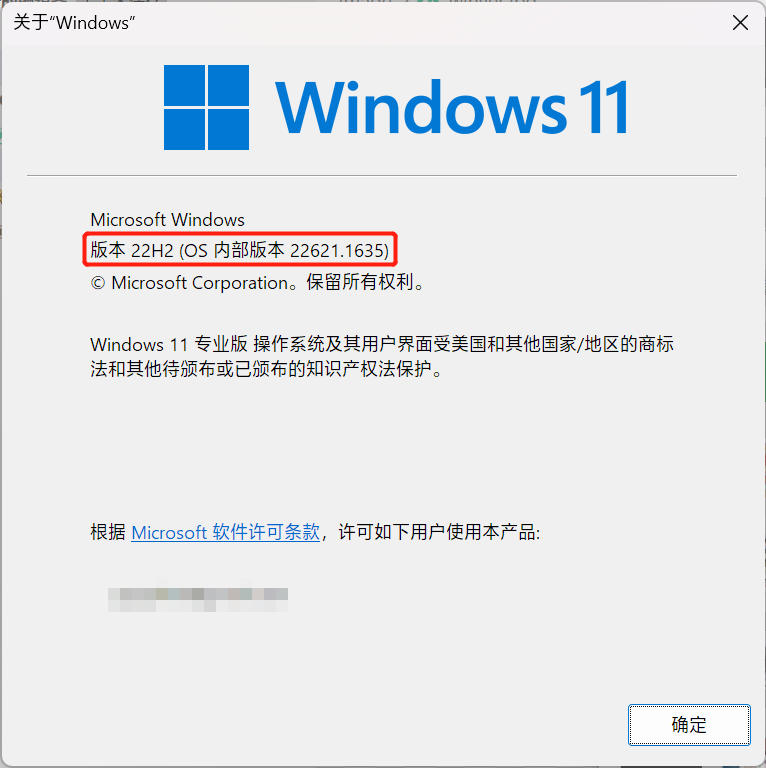 关于“Windows”
Windows 11
Microsoft Windows
版本 22H2 (OS 内部版本 22621.1635)
© Microsoft Corporation。保留所有权利。
Windows 11 专业版 操作系统及其用户界面受美国和其他国家/地区的商标
法和其他待颁布或已颁布的知识产权法保护。
根据 Microsoft 软件许可条款，许可如下用户使用本产品:
确定